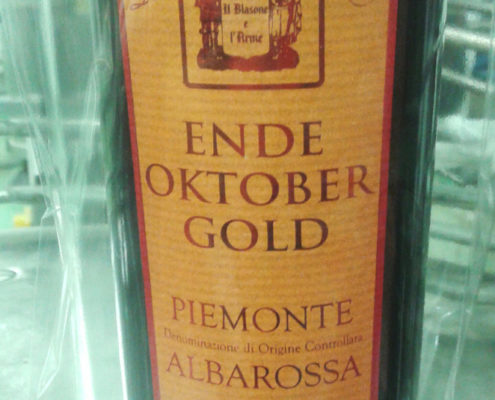 Il Blasone
e
l'Arme
ENDE
OKTOBER
GOLD
PIEMONTE
Denominazione di Origine Controllata
ALBAROSSA